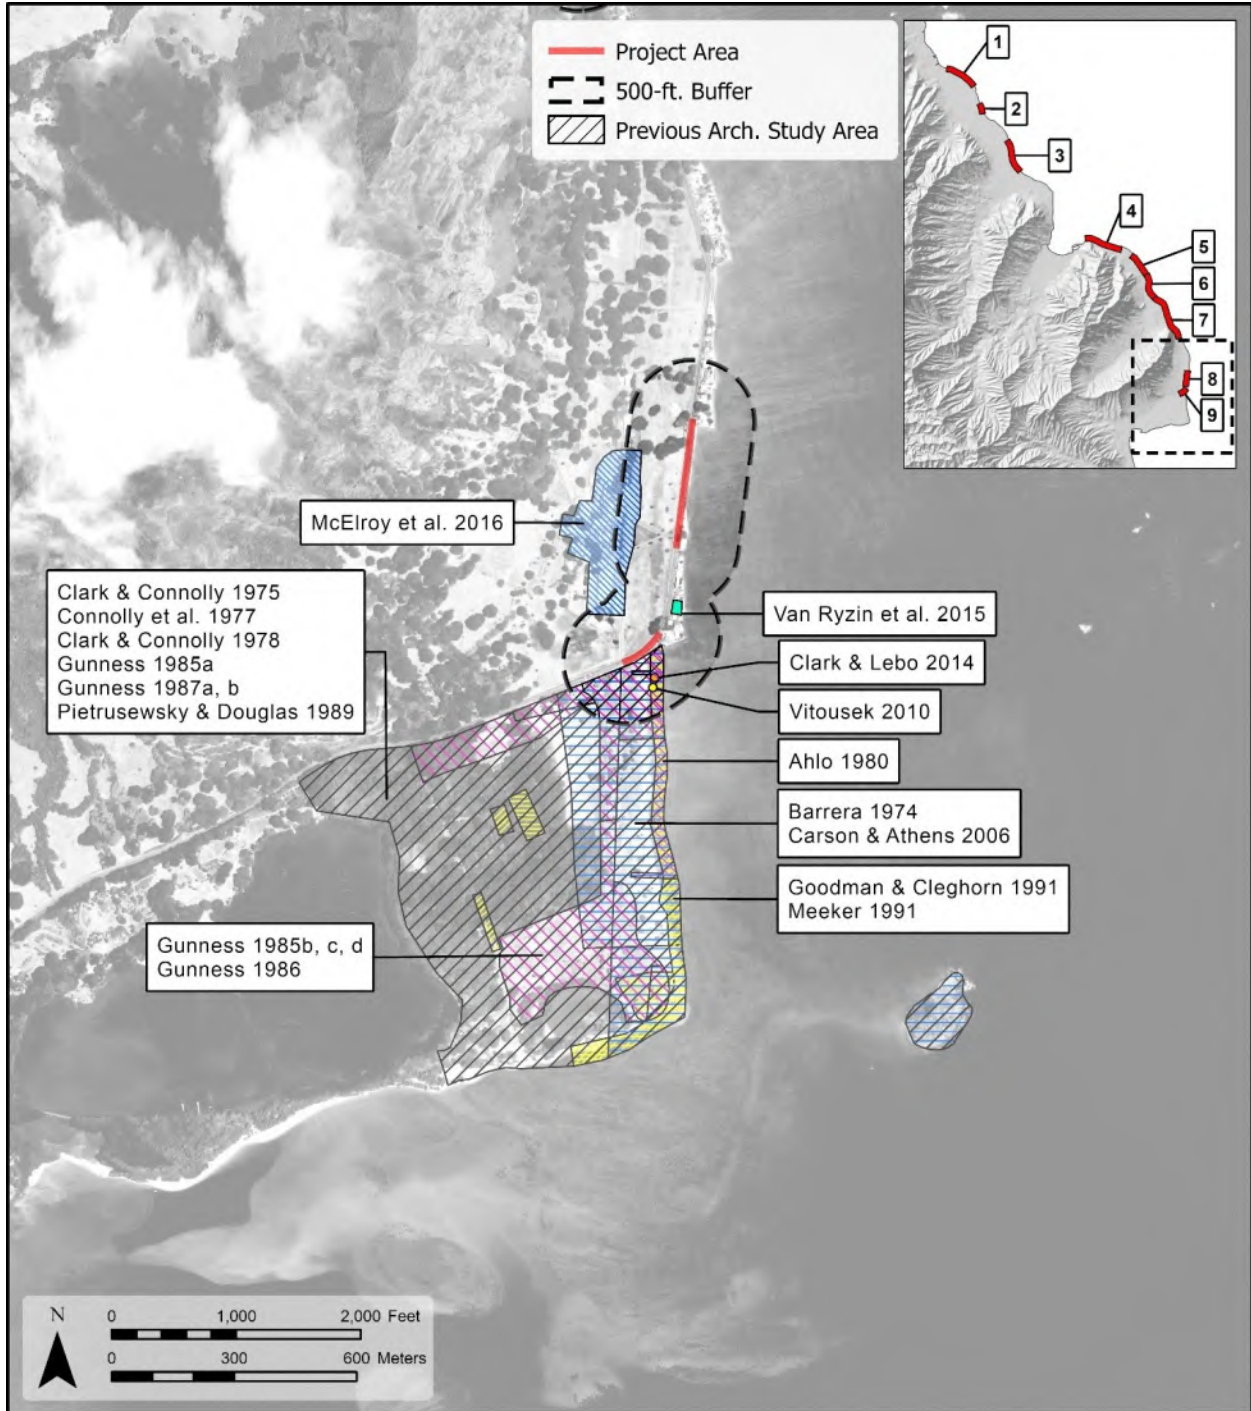 Project Area
500-ft. Buffer
Previous Arch. Study Area
1
2
3
4
5
6
7
8
9
McElroy et al. 2016
Clark & Connolly 1975
Connolly et al. 1977
Clark & Connolly 1978
Gunness 1985a
Gunness 1987a, b
Pietrusewsky & Douglas 1989
Van Ryzin et al. 2015
Clark & Lebo 2014
Vitousek 2010
Ahlo 1980
Barrera 1974
Carson & Athens 2006
Goodman & Cleghorn 1991
Meeker 1991
Gunness 1985b, c, d
Gunness 1986
N
0 1,000 2,000 Feet
0 300 600 Meters